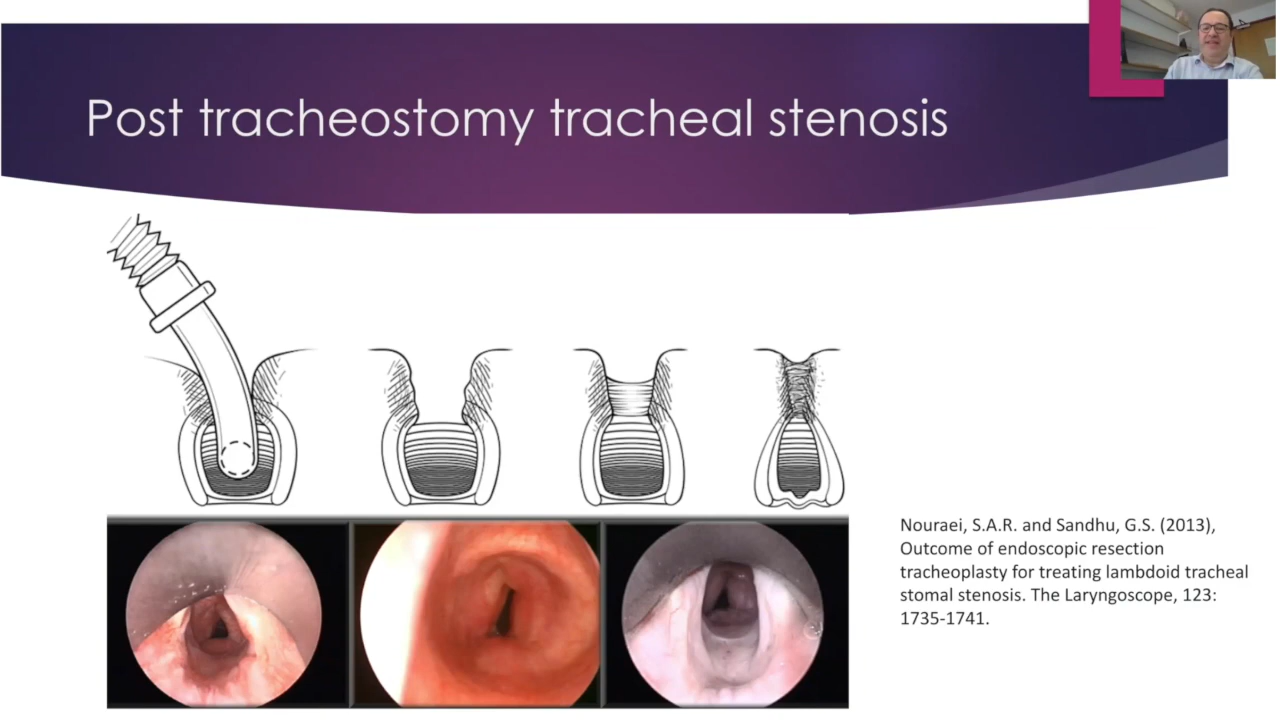 Post tracheostomy tracheal stenosis
Nouraei, S.A.R. and Sandhu, G.S. (2013),
Outcome of endoscopic resection
tracheoplasty for treating lambdoid tracheal
stomal stenosis. The Laryngoscope, 123:
1735-1741.